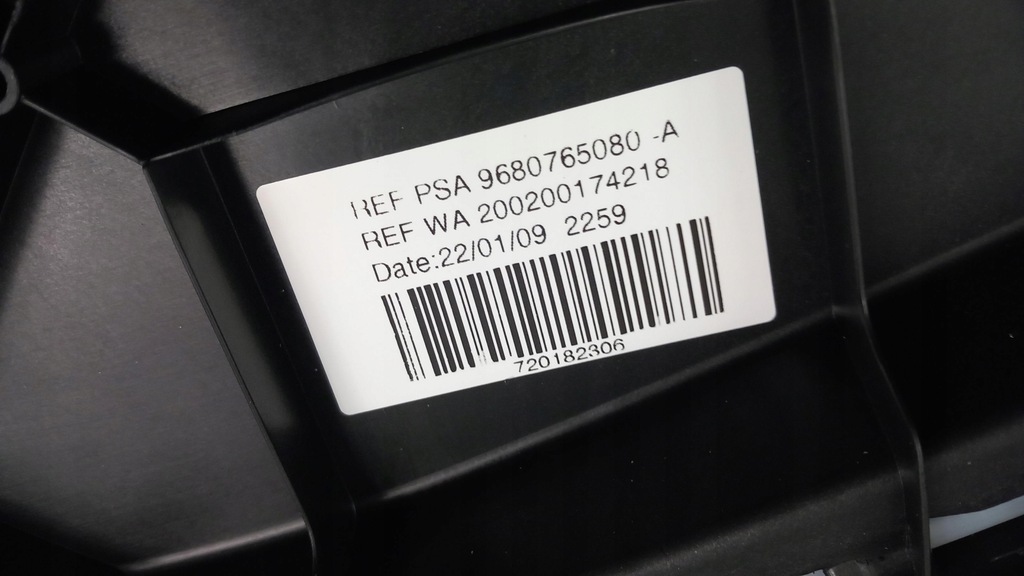 REF PSA 9680765080 -A
REF WA 200200174218
Date:22/01/09 2259
720182306